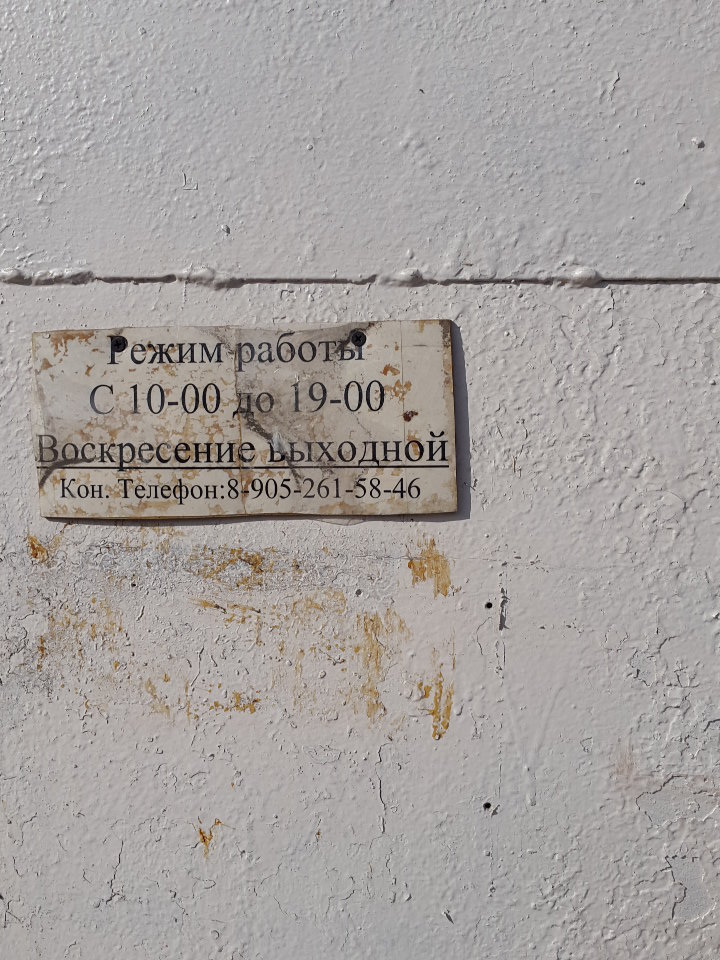 Режим работы
С 10-00 до 19-00
Воскресение выходной
Кон. Телефон:8-905-261-58-46